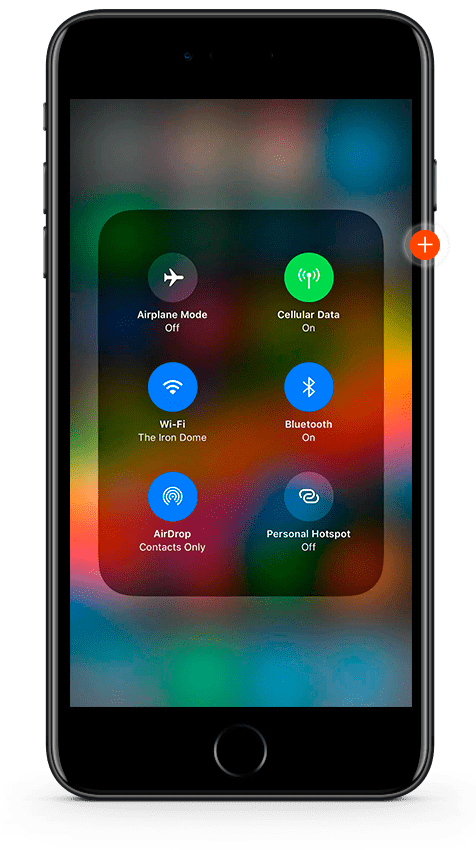 Airplane Mode
Off
Cellular Data
On
Wi-Fi
The Iron Dome
Bluetooth
On
AirDrop
Contacts Only
Personal Hotspot
Off